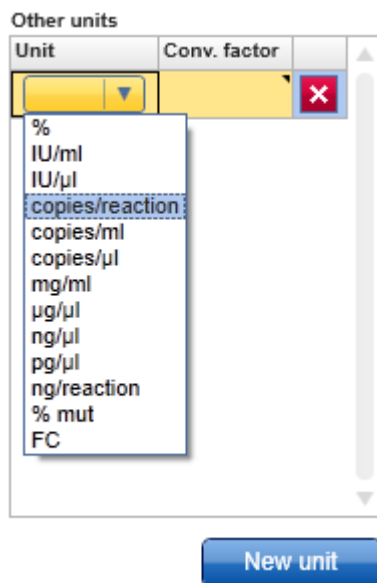 Other units
Unit Conv. factor
%
IU/ml
IU/µl
copies/reaction
copies/ml
copies/µl
mg/ml
µg/µl
ng/µl
pg/µl
ng/reaction
% mut
FC
New unit